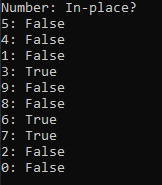 Number: In-place?
5: False
4: False
1: False
3: True
9: False
8: False
6: True
7: True
2: False
0: False